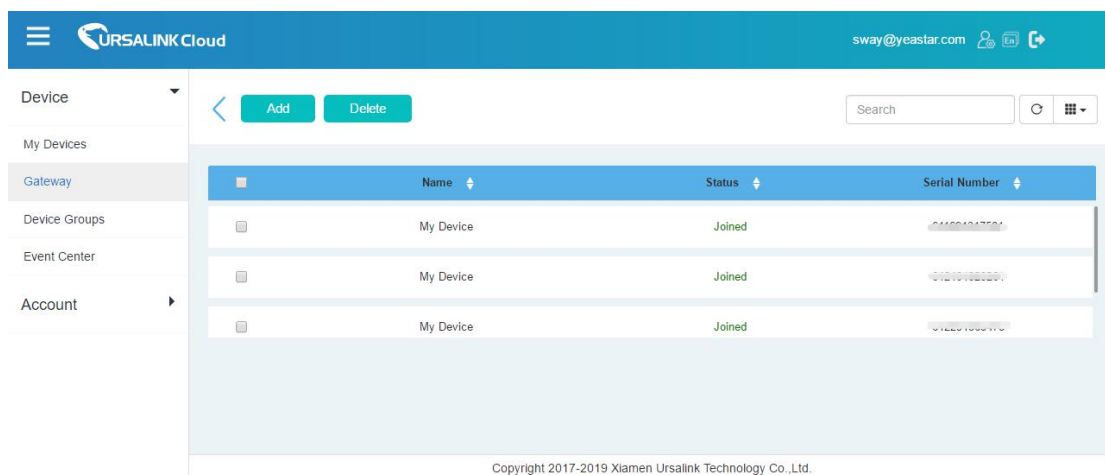 URSALINK Cloud
sway@yeastar.com En
Device
Add Delete
Search
My Devices
Gateway
Name Status Serial Number
Device Groups
My Device Joined
Event Center
My Device Joined
Account
My Device Joined
Copyright 2017-2019 Xiamen Ursalink Technology Co.,Ltd.